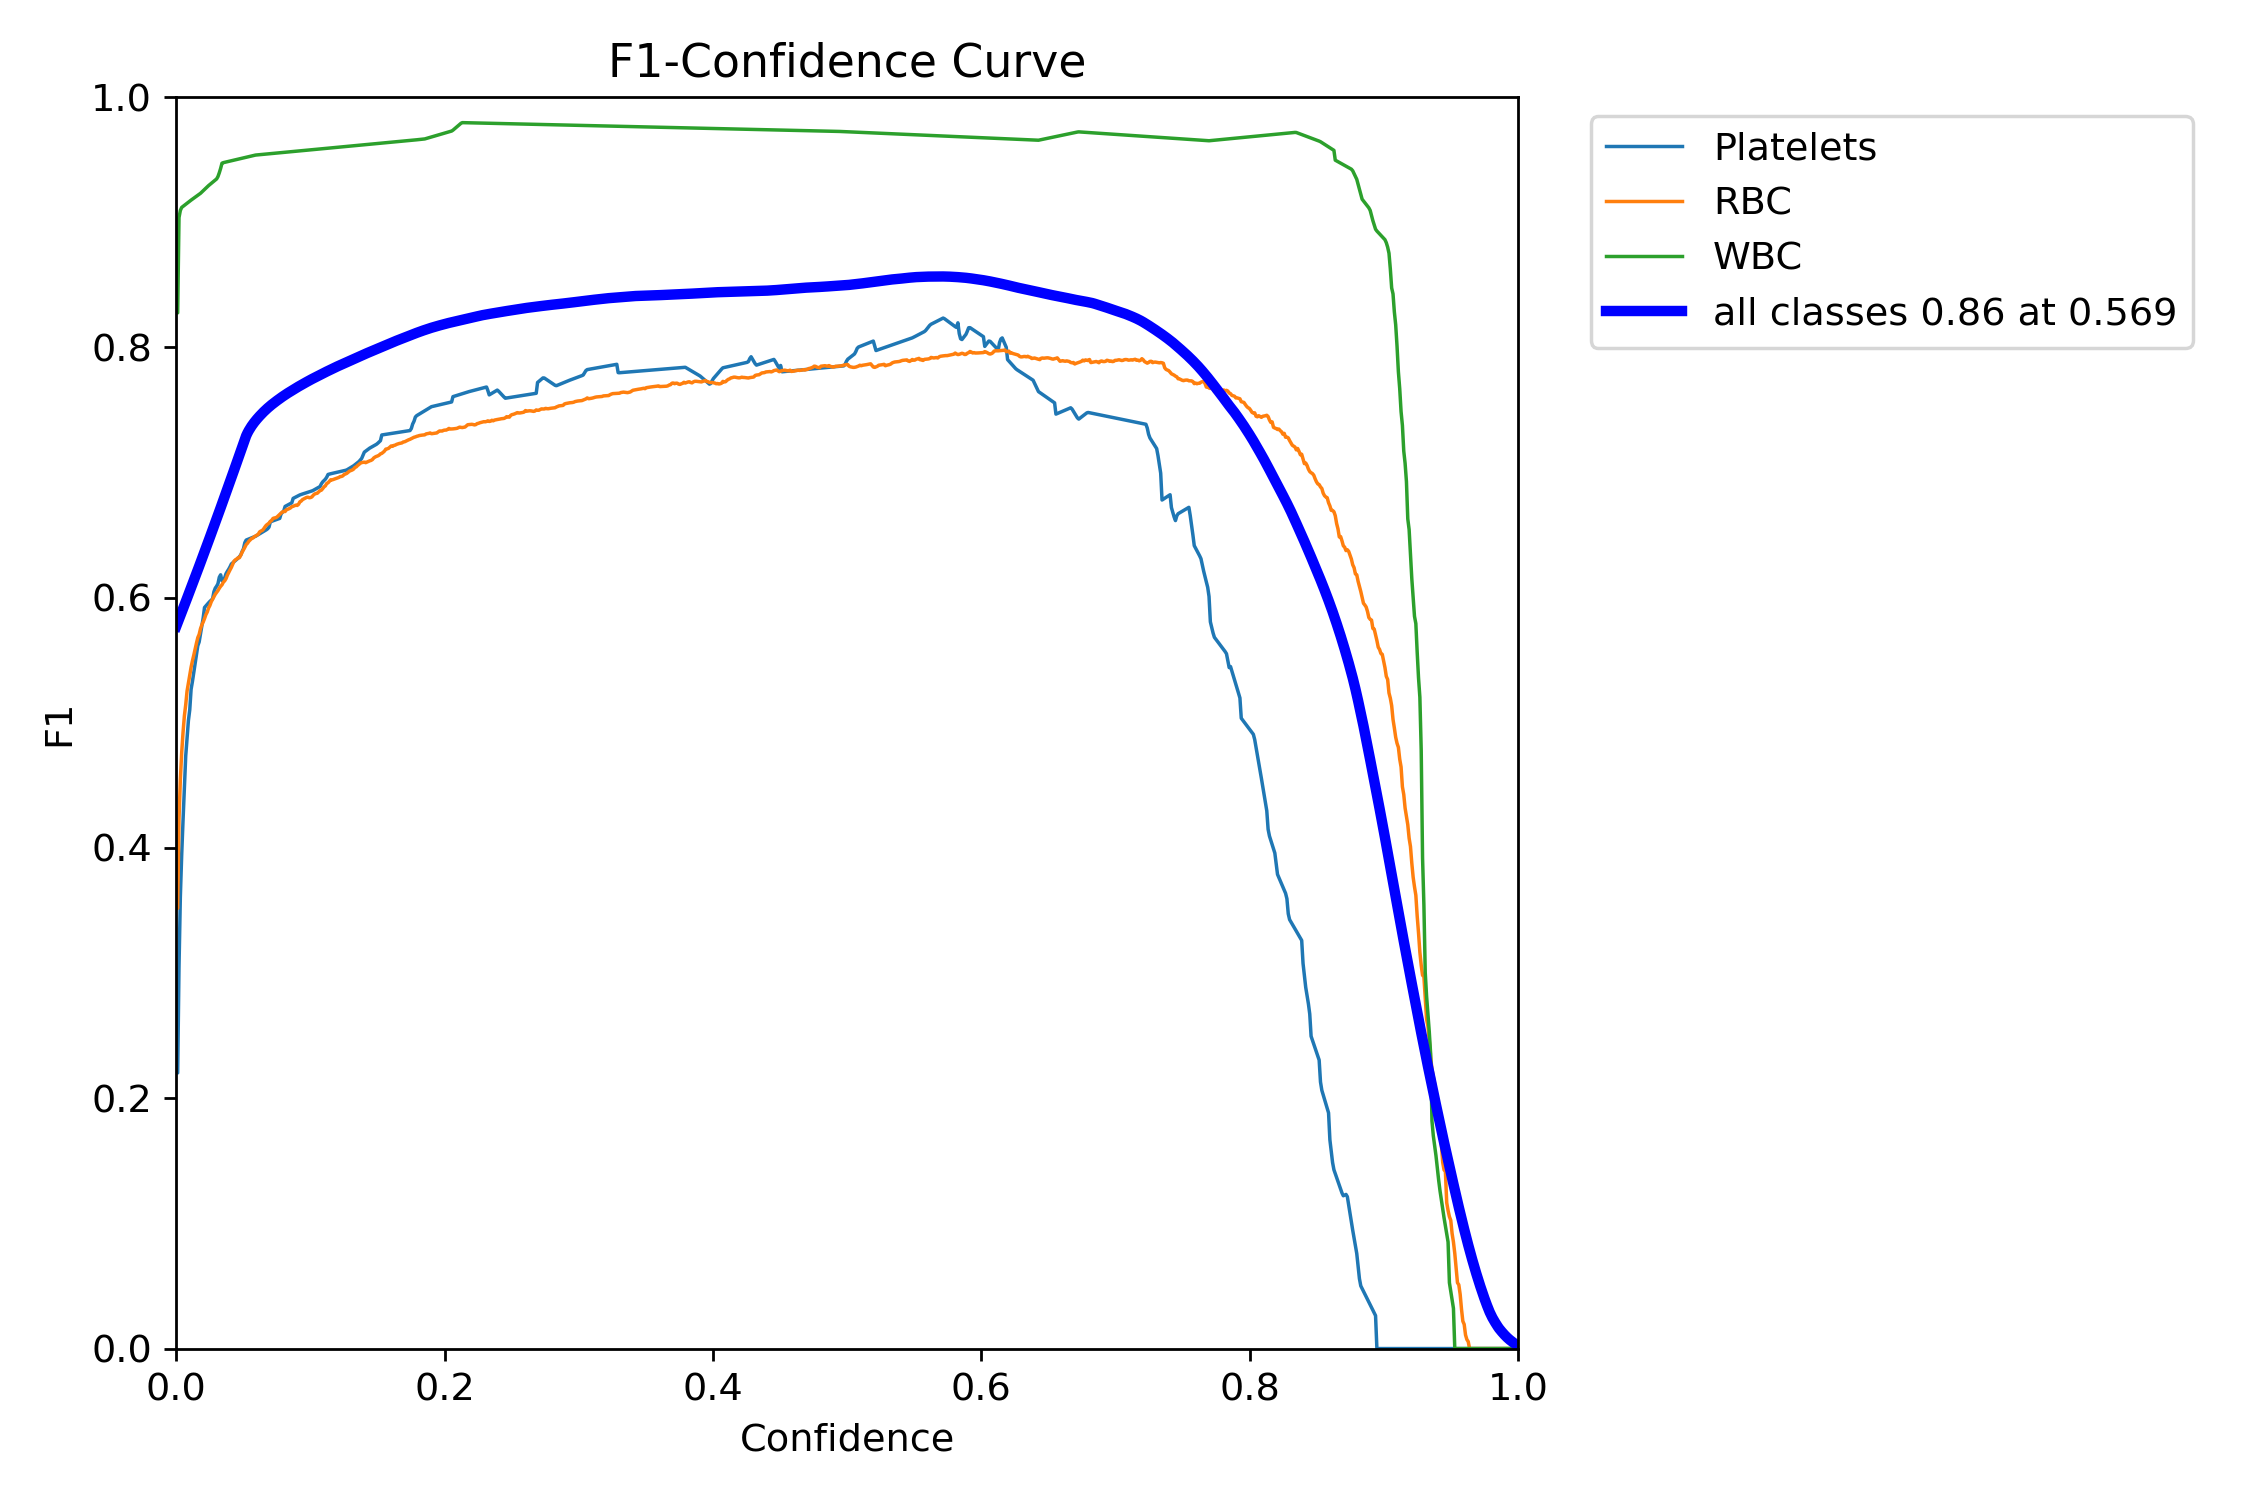 F1-Confidence Curve
1.0
0.8
0.6
0.4
0.2
0.0
F1
0.0 0.2 0.4 0.6 0.8 1.0
Confidence
Platelets
RBC
WBC
all classes 0.86 at 0.569